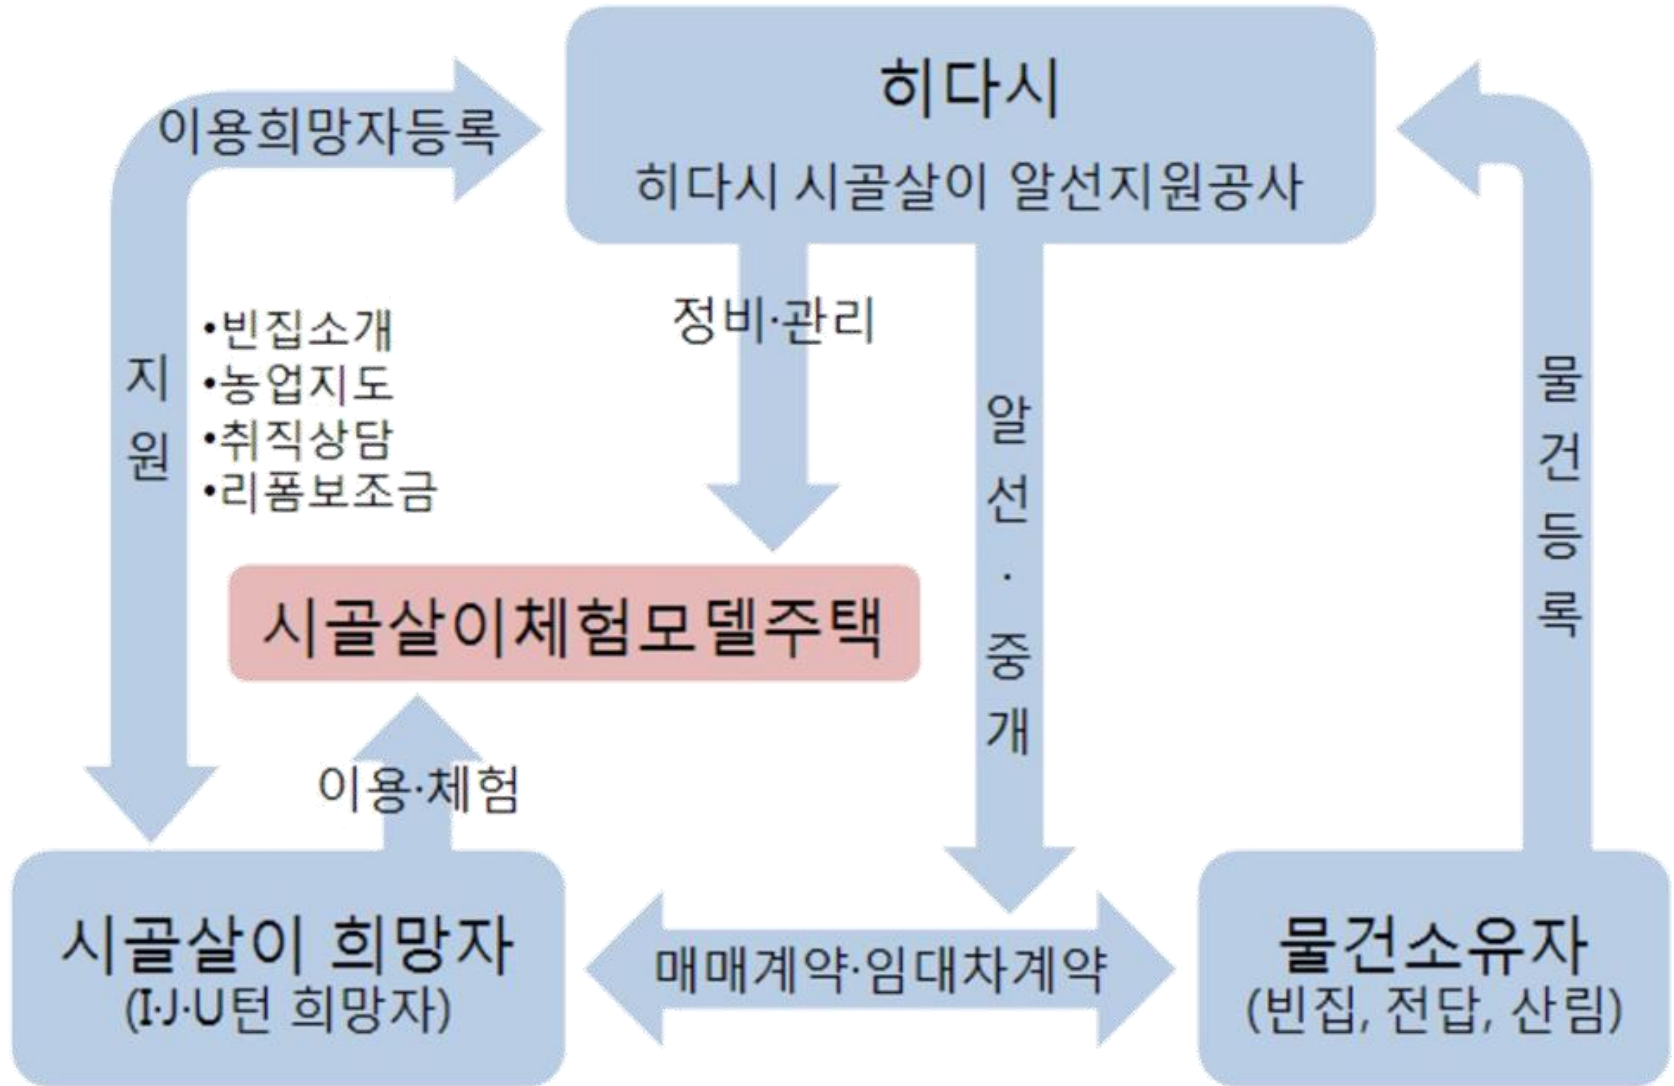 히다시
히다시 시골살이 알선지원공사
이용희망자등록
지원
•빈집소개
•농업지도
•취직상담
•리폼보조금
정비·관리
알선·중개
물건등록
시골살이체험모델주택
이용·체험
시골살이 희망자
(I·J·U턴 희망자)
매매계약·임대차계약
물건소유자
(빈집, 전답, 산림)